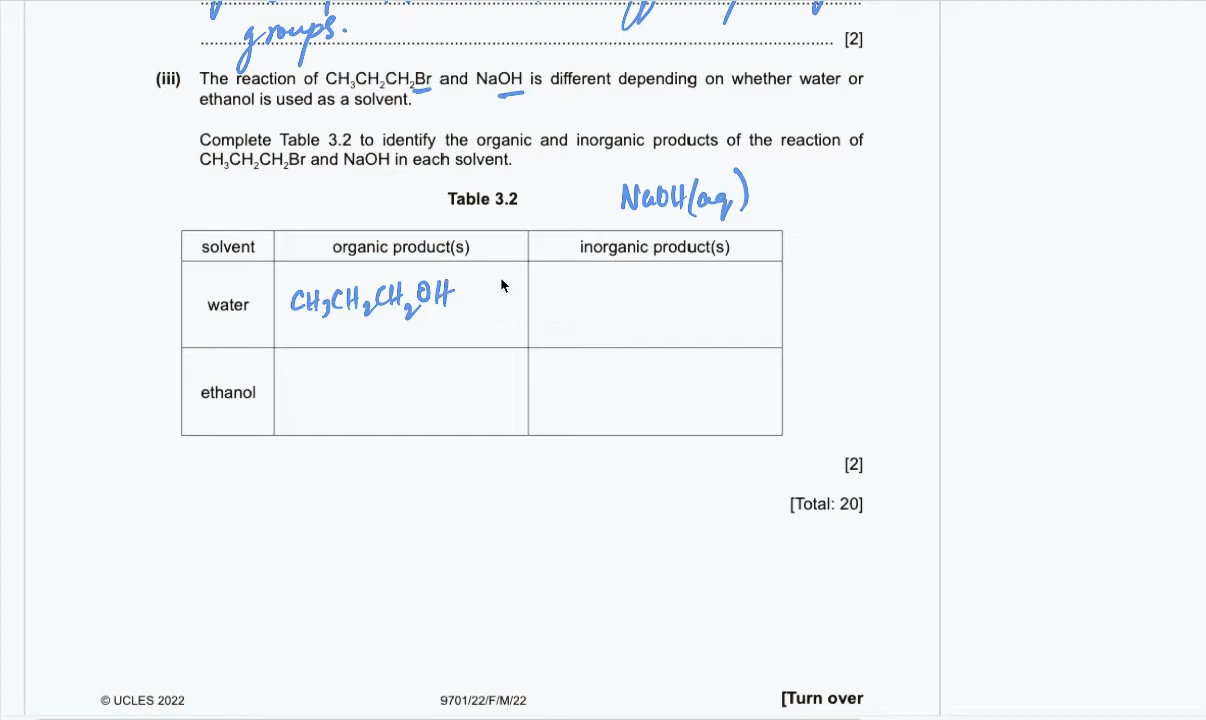 groups.
[2]
(iii) The reaction of CH₃CH₂CH₂Br and NaOH is different depending on whether water or
ethanol is used as a solvent.
Complete Table 3.2 to identify the organic and inorganic products of the reaction of
CH₃CH₂CH₂Br and NaOH in each solvent.
Table 3.2
NaOH(aq)
solvent organic product(s) inorganic product(s)
water CH₃CH₂CH₂OH
ethanol
[2]
[Total: 20]
© UCLES 2022 9701/22/F/M/22 [Turn over